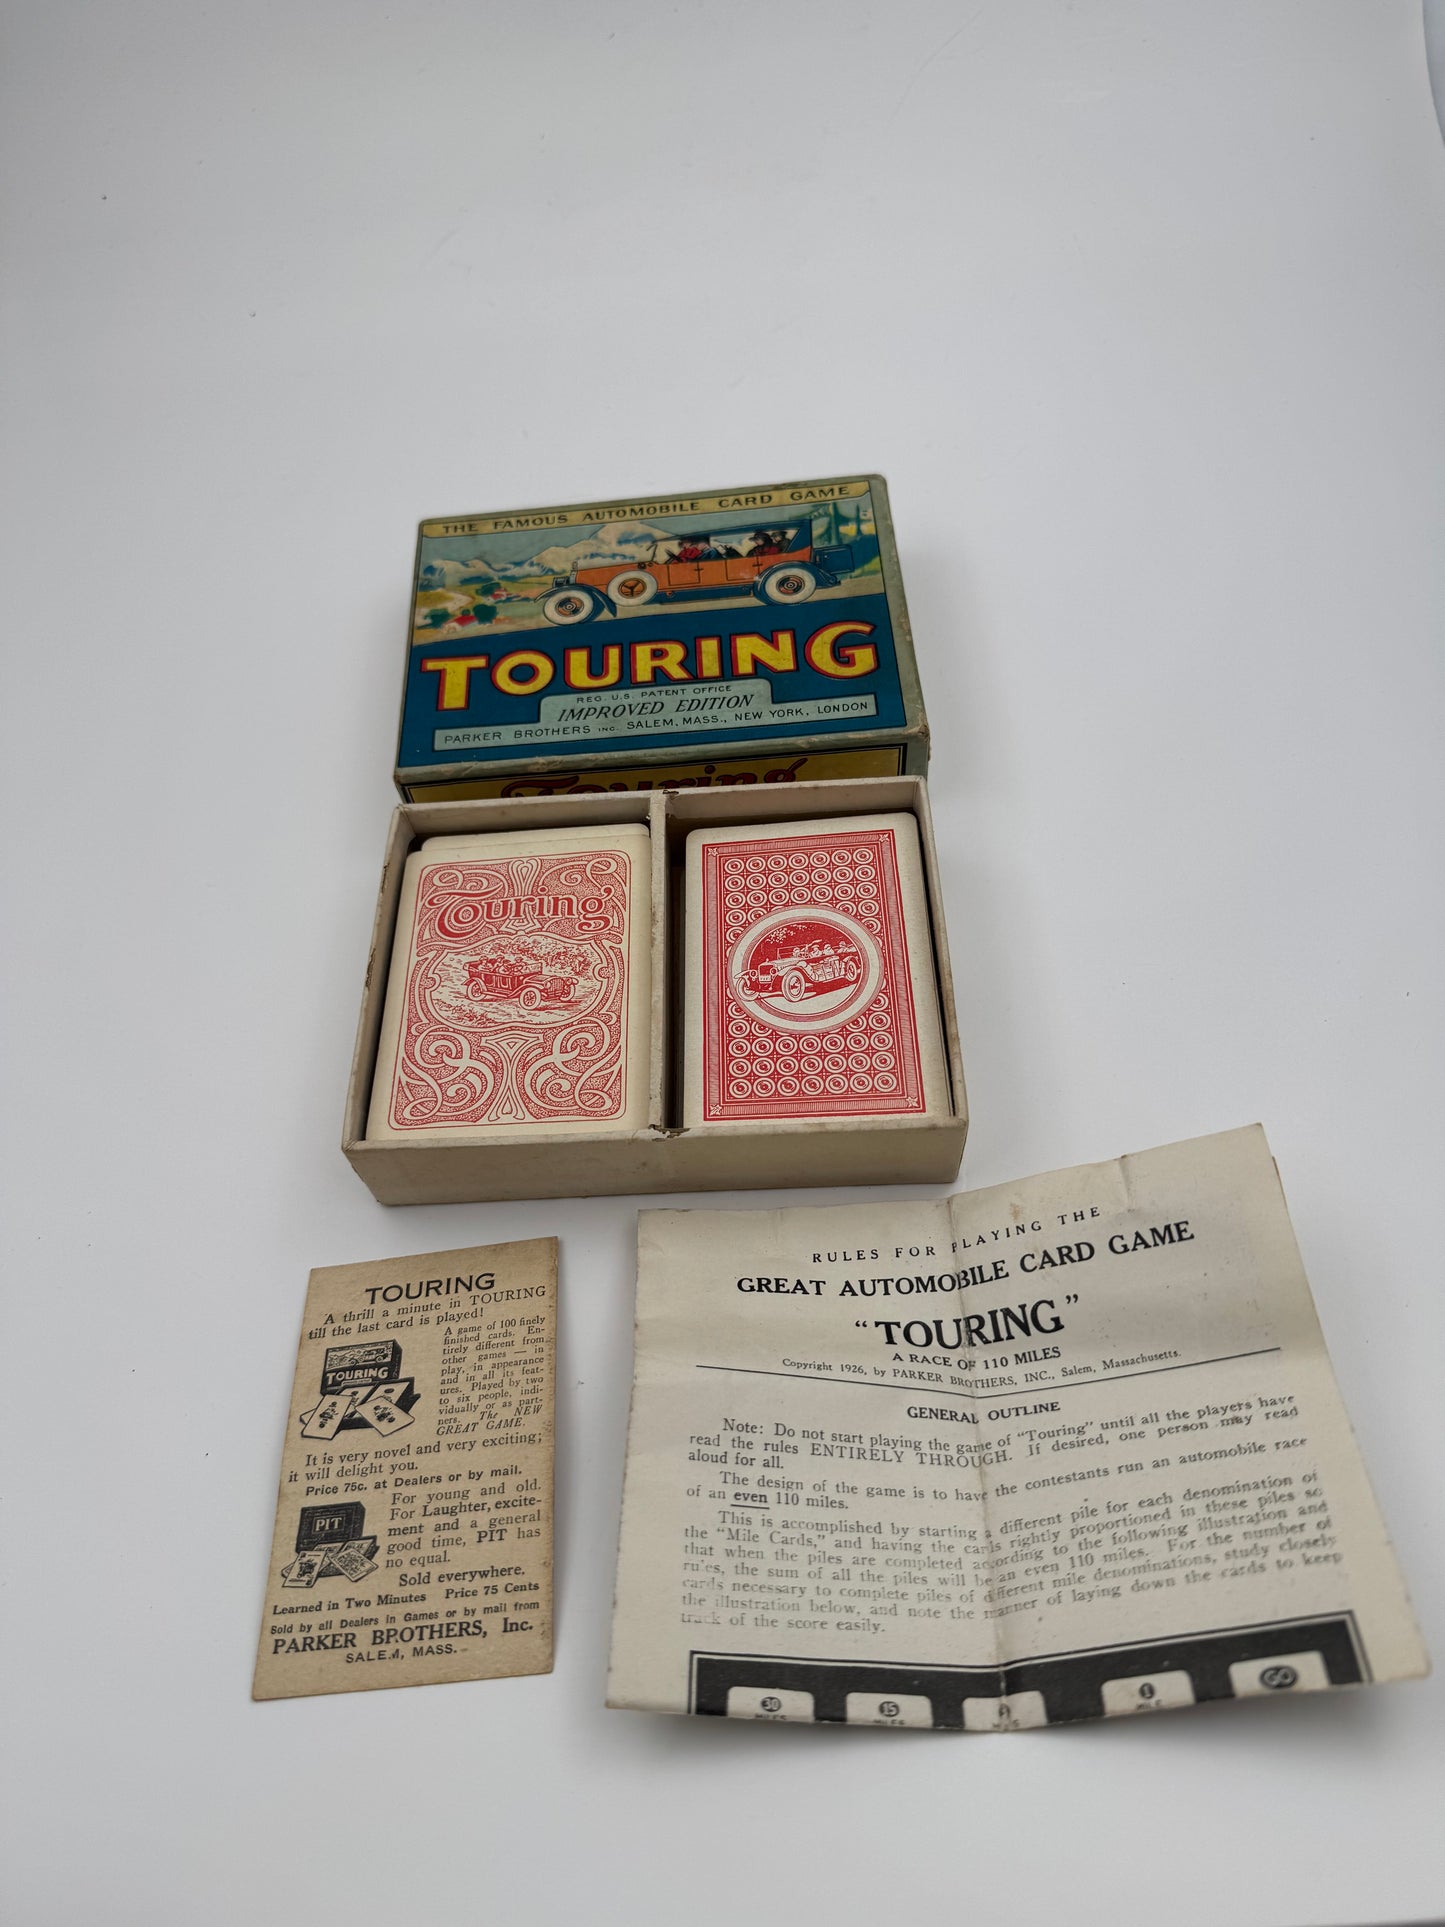 THE FAMOUS AUTOMOBILE CARD GAME
TOURING
REG. U.S. PATENT OFFICE
IMPROVED EDITION
PARKER BROTHERS INC. SALEM, MASS., NEW YORK, LONDON
Touring
Touring
TOURING
A thrill a minute in TOURING
till the last card is played!
A game of 100 finely
finished cards. En-
tirely different from
other games — in
play, in appearance
and in all its feat-
ures. Played by two
to six people, indi-
vidually or as part-
ners. The NEW
GREAT GAME.
TOURING
It is very novel and very exciting;
it will delight you.
Price 75c. at Dealers or by mail.
For young and old.
For Laughter, excite-
ment and a general
good time, PIT has
no equal.
PIT
Sold everywhere.
Learned in Two Minutes Price 75 Cents
Sold by all Dealers in Games or by mail from
PARKER BROTHERS, Inc.
SALEM, MASS.
RULES FOR PLAYING THE
GREAT AUTOMOBILE CARD GAME
"TOURING"
A RACE OF 110 MILES
Copyright 1926, by PARKER BROTHERS, INC., Salem, Massachusetts.
GENERAL OUTLINE
Note: Do not start playing the game of "Touring" until all the players have
read the rules ENTIRELY THROUGH. If desired, one person may read
aloud for all.
The design of the game is to have the contestants run an automobile race
of an even 110 miles.
This is accomplished by starting a different pile for each denomination of
the "Mile Cards," and having the cards rightly proportioned in these piles so
that when the piles are completed according to the following illustration and
rules, the sum of all the piles will be an even 110 miles. For the number of
cards necessary to complete piles of different mile denominations, study closely
the illustration below, and note the manner of laying down the cards to keep
track of the score easily.
30 15 1 GO
MILES MILES MILE